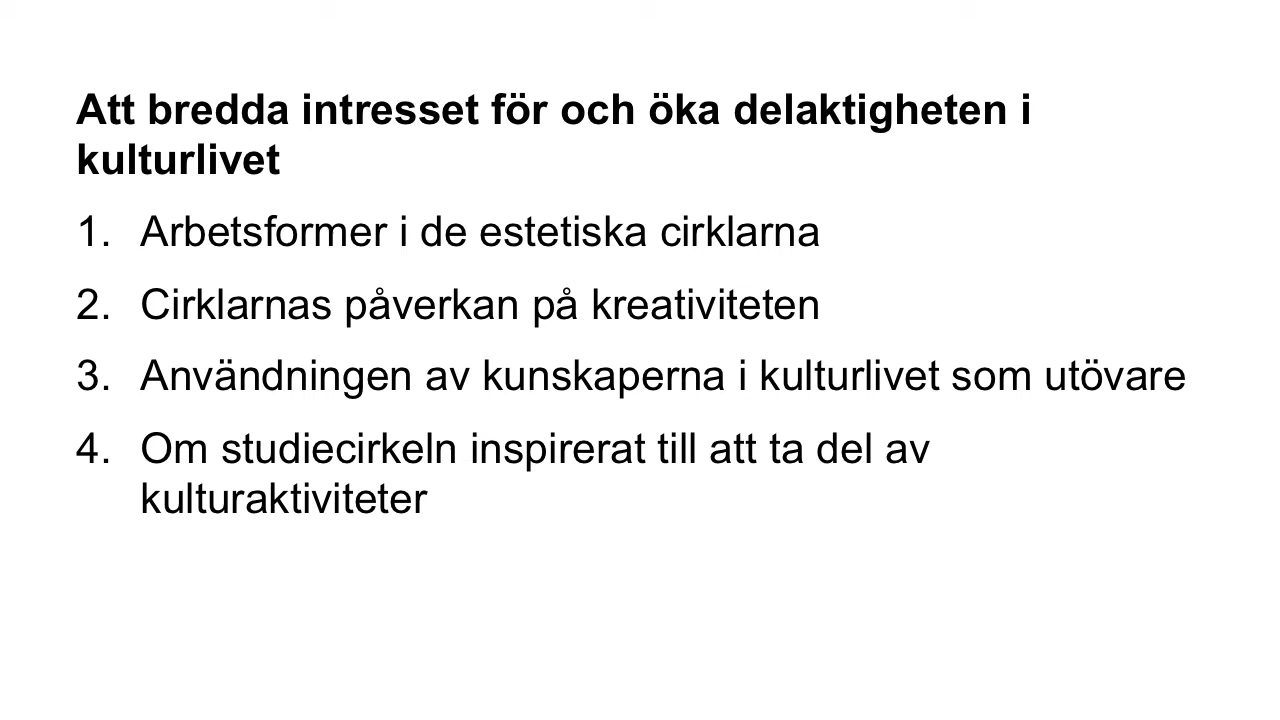 Att bredda intresset för och öka delaktigheten i
kulturlivet
1. Arbetsformer i de estetiska cirklarna
2. Cirklarnas påverkan på kreativiteten
3. Användningen av kunskaperna i kulturlivet som utövare
4. Om studiecirkeln inspirerat till att ta del av
kulturaktiviteter